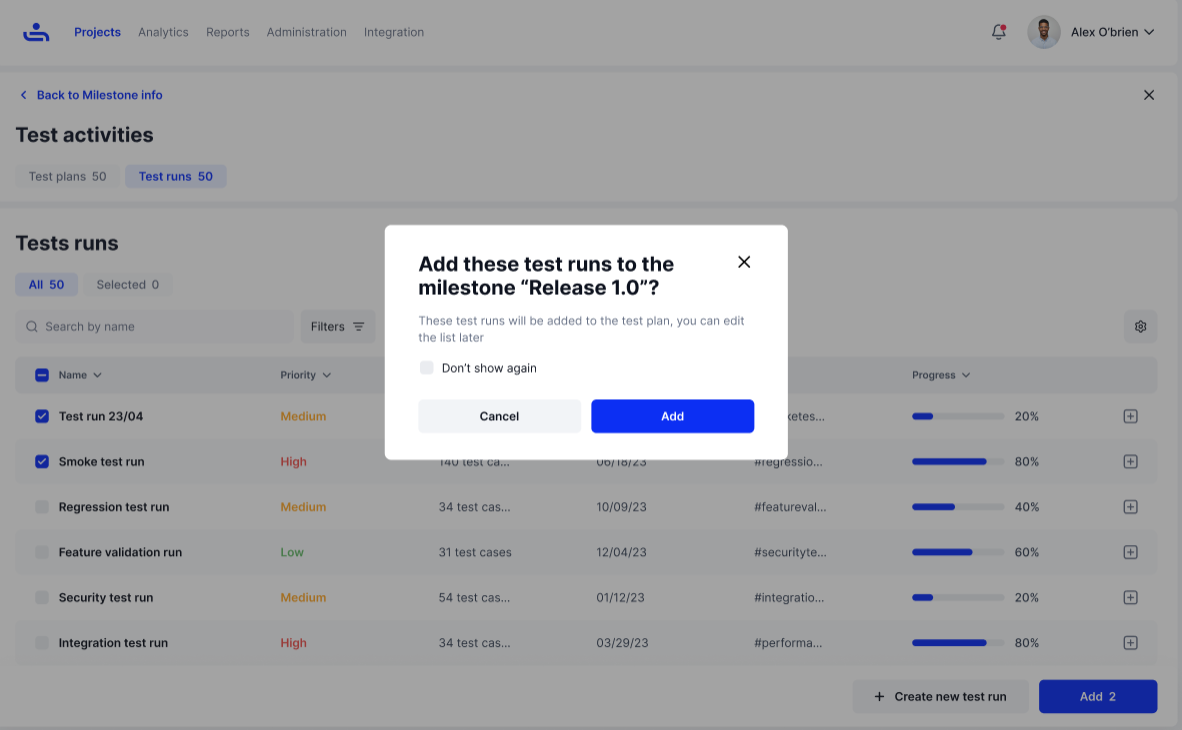 Projects Analytics Reports Administration Integration Alex O'brien
Back to Milestone info
Test activities
Test plans 50 Test runs 50
Tests runs
All 50 Selected 0
Search by name Filters
Add these test runs to the
milestone “Release 1.0”?
These test runs will be added to the test plan, you can edit
the list later
Don't show again
Cancel Add
Name Priority Progress
Test run 23/04 Medium 20%
Smoke test run High 140 test ca... 06/18/23 #regressio... 80%
Regression test run Medium 34 test cas... 10/09/23 #featureval... 40%
Feature validation run Low 31 test cases 12/04/23 #securityte... 60%
Security test run Medium 54 test cas... 01/12/23 #integratio... 20%
Integration test run High 34 test cas... 03/29/23 #performa... 80%
Create new test run Add 2